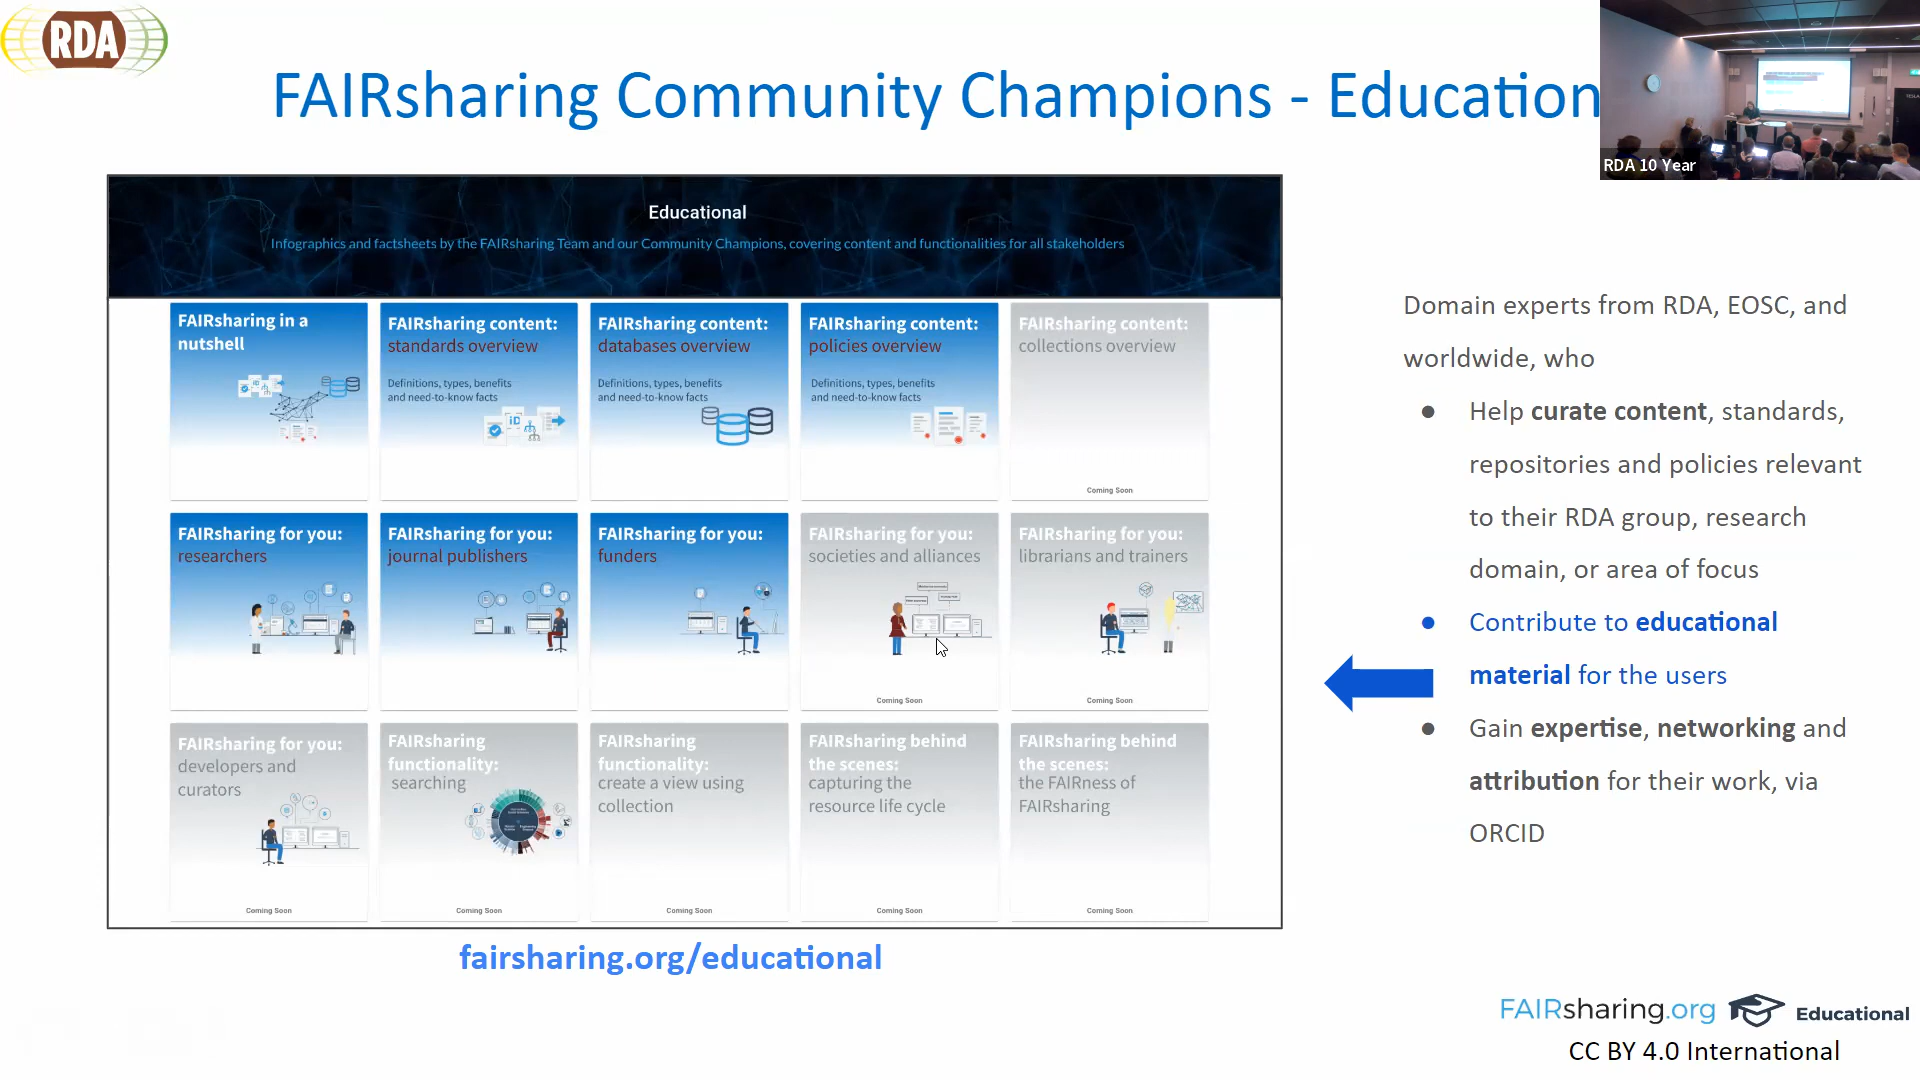 RDA
FAIRsharing Community Champions - Education
RDA 10 Year
Educational
Infographics and factsheets by the FAIRsharing Team and our Community Champions, covering content and functionalities for all stakeholders
FAIRsharing in a
nutshell
FAIRsharing content:
standards overview
Definitions, types, benefits
and need-to-know facts
iD
FAIRsharing content:
databases overview
Definitions, types, benefits
and need-to-know facts
FAIRsharing content:
policies overview
Definitions, types, benefits
and need-to-know facts
FAIRsharing content:
collections overview
Coming Soon
FAIRsharing for you:
researchers
FAIRsharing for you:
journal publishers
FAIRsharing for you:
funders
FAIRsharing for you:
societies and alliances
Coming Soon
FAIRsharing for you:
librarians and trainers
Coming Soon
FAIRsharing for you:
developers and
curators
Coming Soon
FAIRsharing
functionality:
searching
Coming Soon
FAIRsharing
functionality:
create a view using
collection
Coming Soon
FAIRsharing behind
the scenes:
capturing the
resource life cycle
Coming Soon
FAIRsharing behind
the scenes:
the FAIRness of
FAIRsharing
Coming Soon
fairsharing.org/educational
Domain experts from RDA, EOSC, and
worldwide, who
● Help curate content, standards,
repositories and policies relevant
to their RDA group, research
domain, or area of focus
● Contribute to educational
material for the users
● Gain expertise, networking and
attribution for their work, via
ORCID
FAIRsharing.org Educational
CC BY 4.0 International